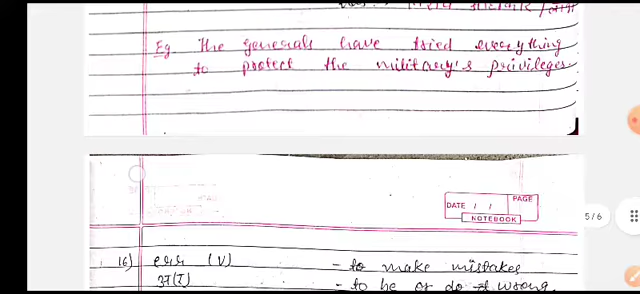 Eg The generals have tried everything
to protect the military's privileges.
DATE / /
PAGE
NOTEBOOK
5/6
16) err (V) - to make mistakes
अर(र्) - to be or do wrong